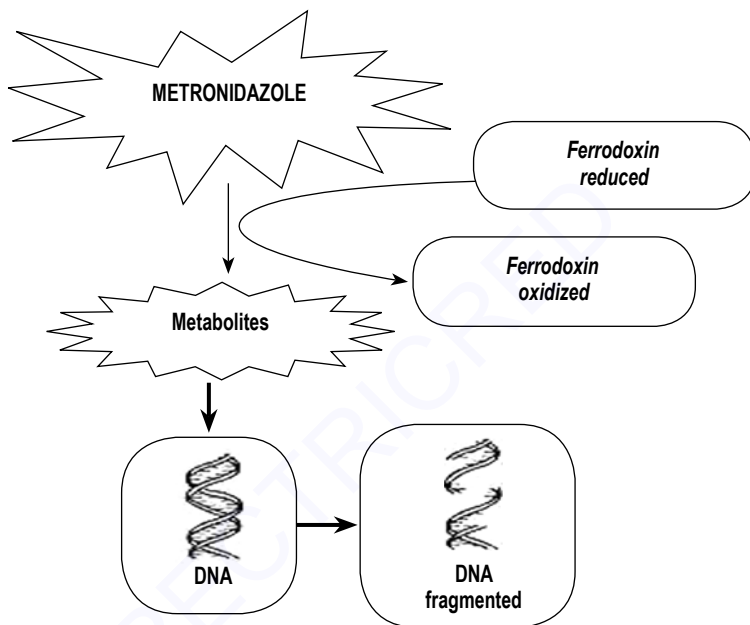 METRONIDAZOLE
Ferrodoxin
reduced
Ferrodoxin
oxidized
Metabolites
DNA
DNA
fragmented